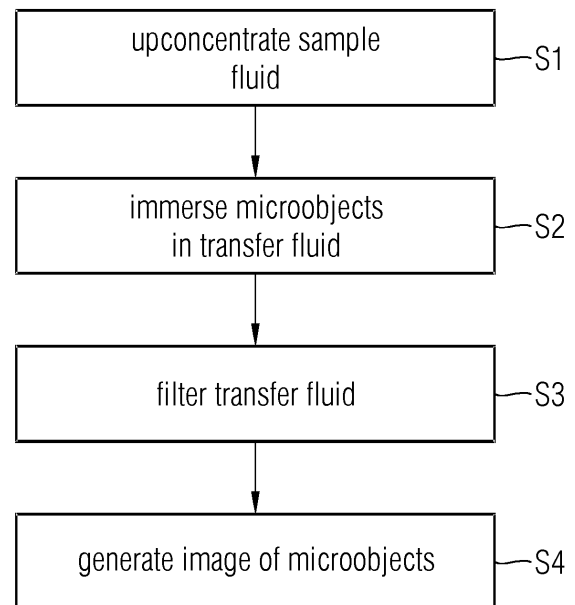 upconcentrate sample
fluid
S1
immerse microobjects
in transfer fluid
S2
filter transfer fluid
S3
generate image of microobjects
S4